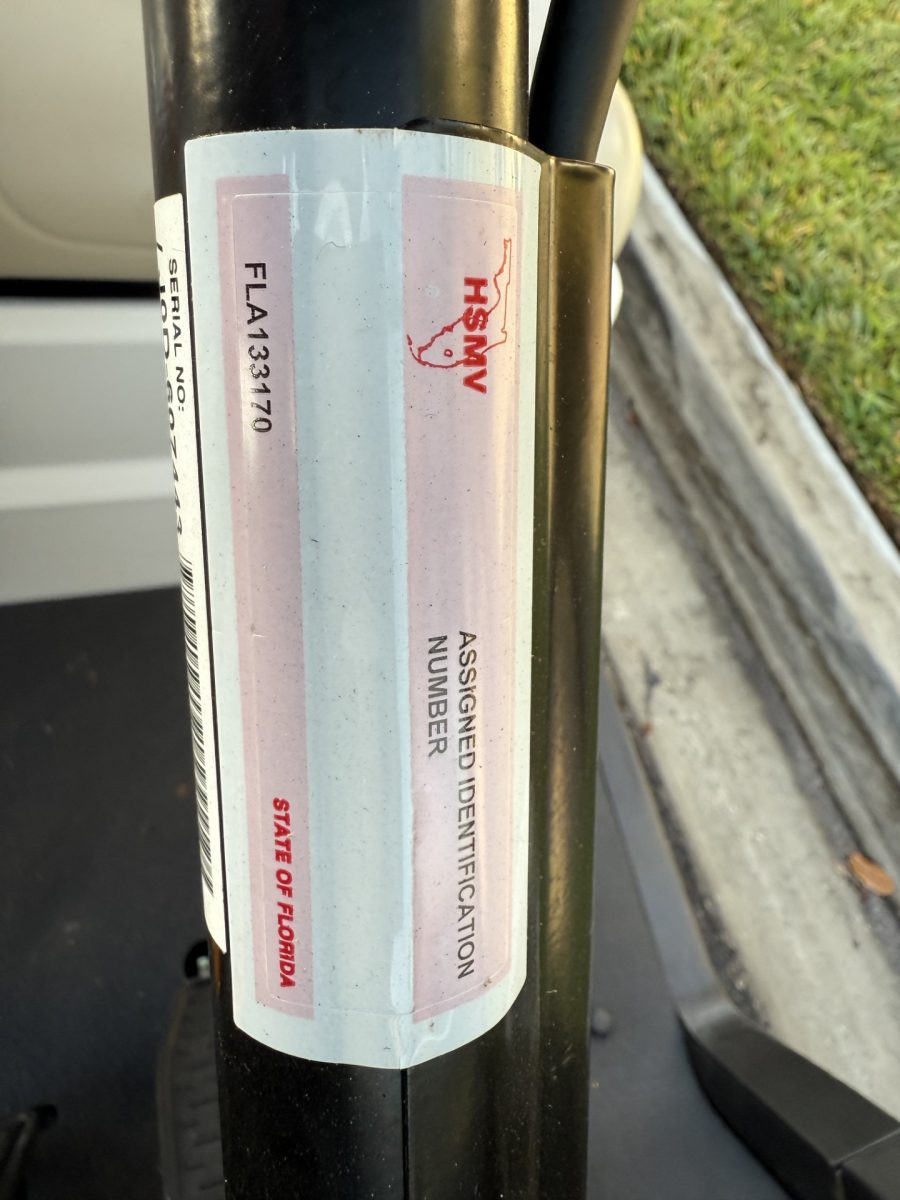 HSMV
ASSIGNED IDENTIFICATION
NUMBER
FLA133170
STATE OF FLORIDA
SERIAL NO: